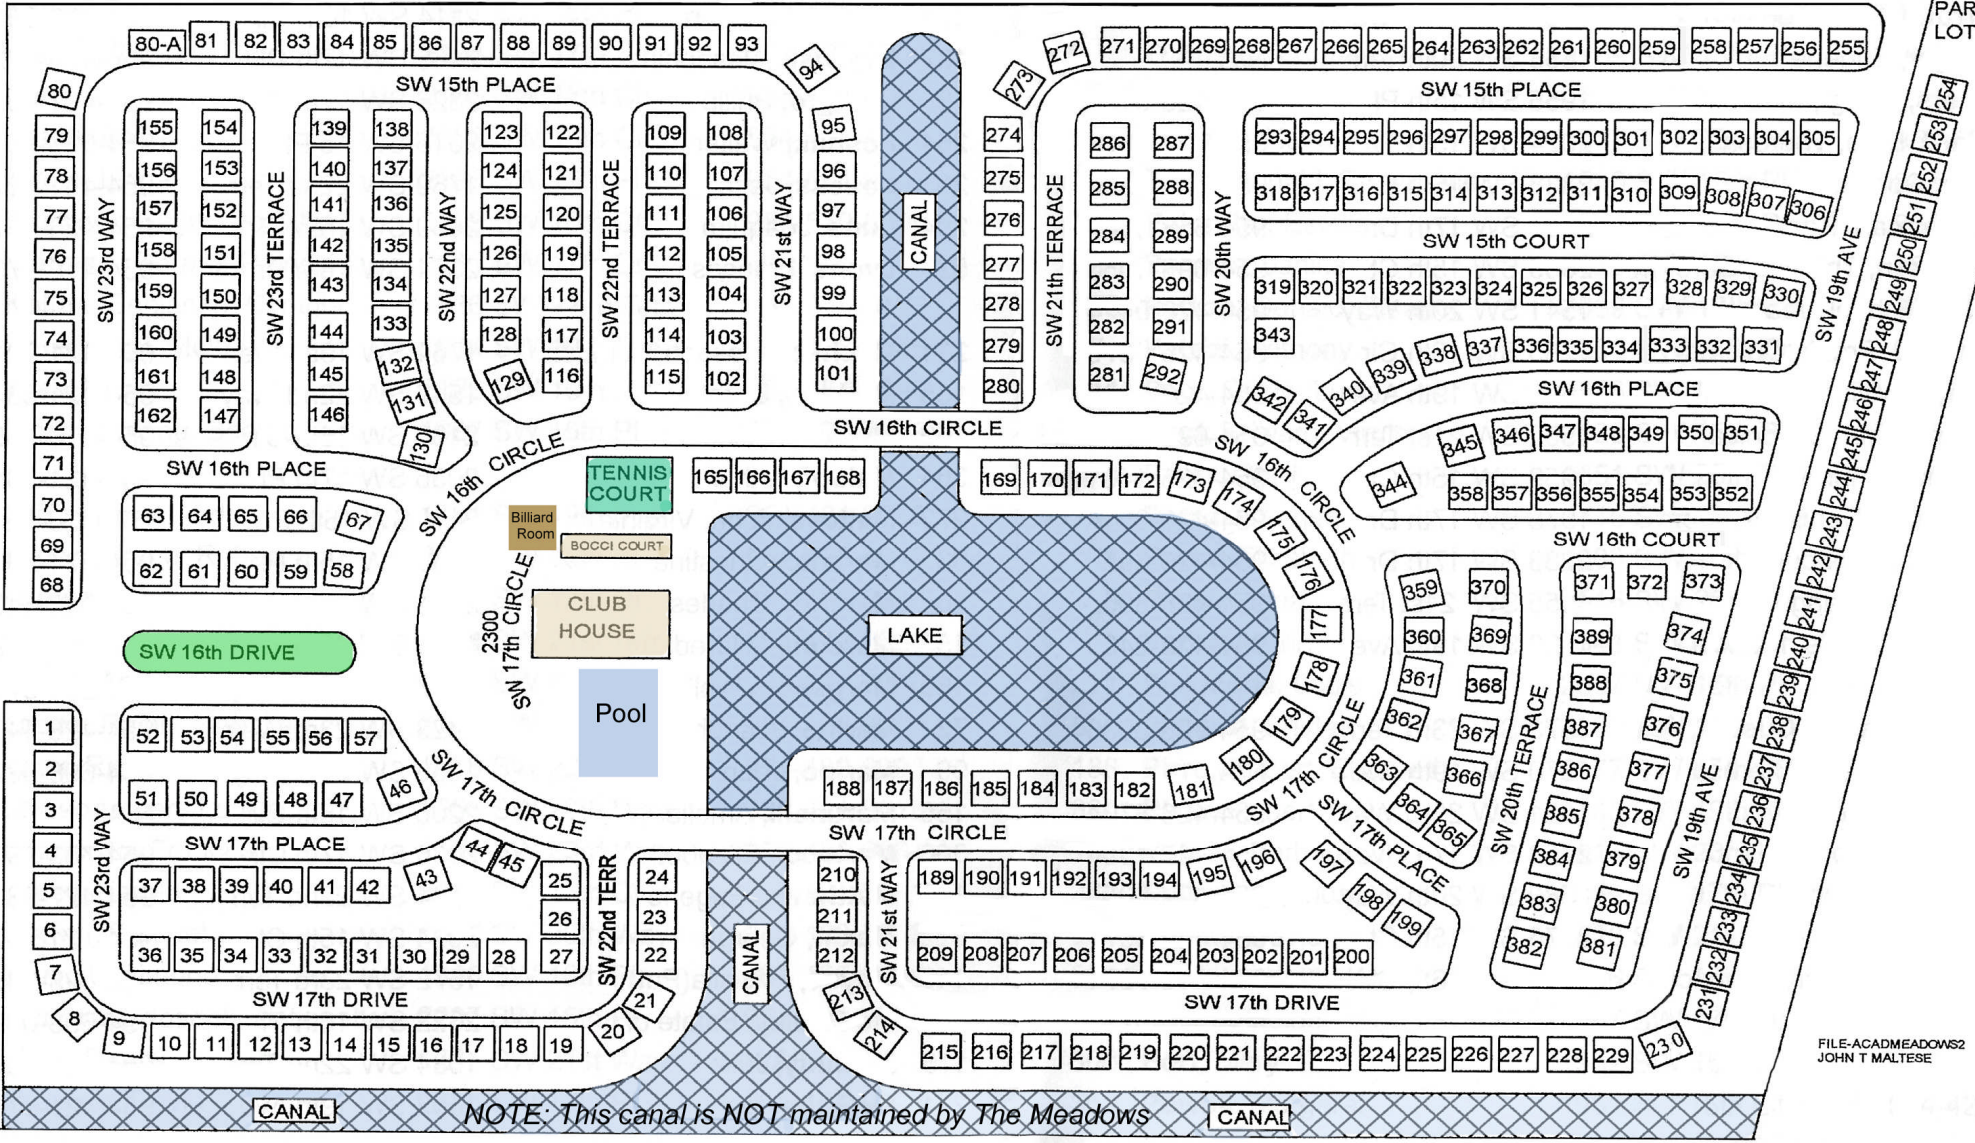 PAR
LOT
80-A 81 82 83 84 85 86 87 88 89 90 91 92 93
94
272 271 270 269 268 267 266 265 264 263 262 261 260 259 258 257 256 255
273
SW 15th PLACE
SW 15th PLACE
80
79
78
77
76
75
74
73
72
71
70
69
68
SW 23rd WAY
155 154
156 153
157 152
158 151
159 150
160 149
161 148
162 147
SW 23rd TERRACE
139 138
140 137
141 136
142 135
143 134
144 133
145 132
146 131
130
SW 22nd WAY
123 122
124 121
125 120
126 119
127 118
128 117
129 116
SW 22nd TERRACE
109 108
110 107
111 106
112 105
113 104
114 103
115 102
SW 21st WAY
95
96
97
98
99
100
101
CANAL
274
275
276
277
278
279
280
SW 21th TERRACE
286 287
285 288
284 289
283 290
282 291
281 292
SW 20th WAY
293 294 295 296 297 298 299 300 301 302 303 304 305
318 317 316 315 314 313 312 311 310 309 308 307 306
SW 15th COURT
319 320 321 322 323 324 325 326 327 328 329 330
343
342 341 340 339 338 337 336 335 334 333 332 331
SW 16th PLACE
344 345 346 347 348 349 350 351
358 357 356 355 354 353 352
SW 16th COURT
SW 19th AVE
254
253
252
251
250
249
248
247
246
245
244
243
242
241
240
239
238
237
236
235
234
233
232
231
SW 16th PLACE
63 64 65 66 67
62 61 60 59 58
SW 16th CIRCLE
SW 16th CIRCLE
SW 16th CIRCLE
TENNIS
COURT
165 166 167 168
169 170 171 172 173
174
175
176
177
178
179
180
Billiard
Room
BOCCI COURT
CLUB
HOUSE
2300
SW 17th CIRCLE
LAKE
Pool
SW 16th DRIVE
359 370
360 369
361 368
362 367
363 366
364 365
371 372 373
389 374
388 375
387 376
386 377
385 378
384 379
383 380
382 381
SW 20th TERRACE
SW 19th AVE
1
2
3
4
5
6
7
8
9
52 53 54 55 56 57
51 50 49 48 47 46
SW 17th CIRCLE
SW 17th PLACE
SW 23rd WAY
37 38 39 40 41 42 43 44 45
25
26
36 35 34 33 32 31 30 29 28 27
SW 17th DRIVE
SW 22nd TERR
24
23
22
21
20
10 11 12 13 14 15 16 17 18 19
CANAL
188 187 186 185 184 183 182 181
SW 17th CIRCLE
SW 17th CIRCLE
SW 17th PLACE
210
211
212
213
214
SW 21st WAY
189 190 191 192 193 194 195 196 197 198 199
209 208 207 206 205 204 203 202 201 200
SW 17th DRIVE
215 216 217 218 219 220 221 222 223 224 225 226 227 228 229 230
FILE-ACADMEADOWS2
JOHN T MALTESE
CANAL
NOTE: This canal is NOT maintained by The Meadows
CANAL